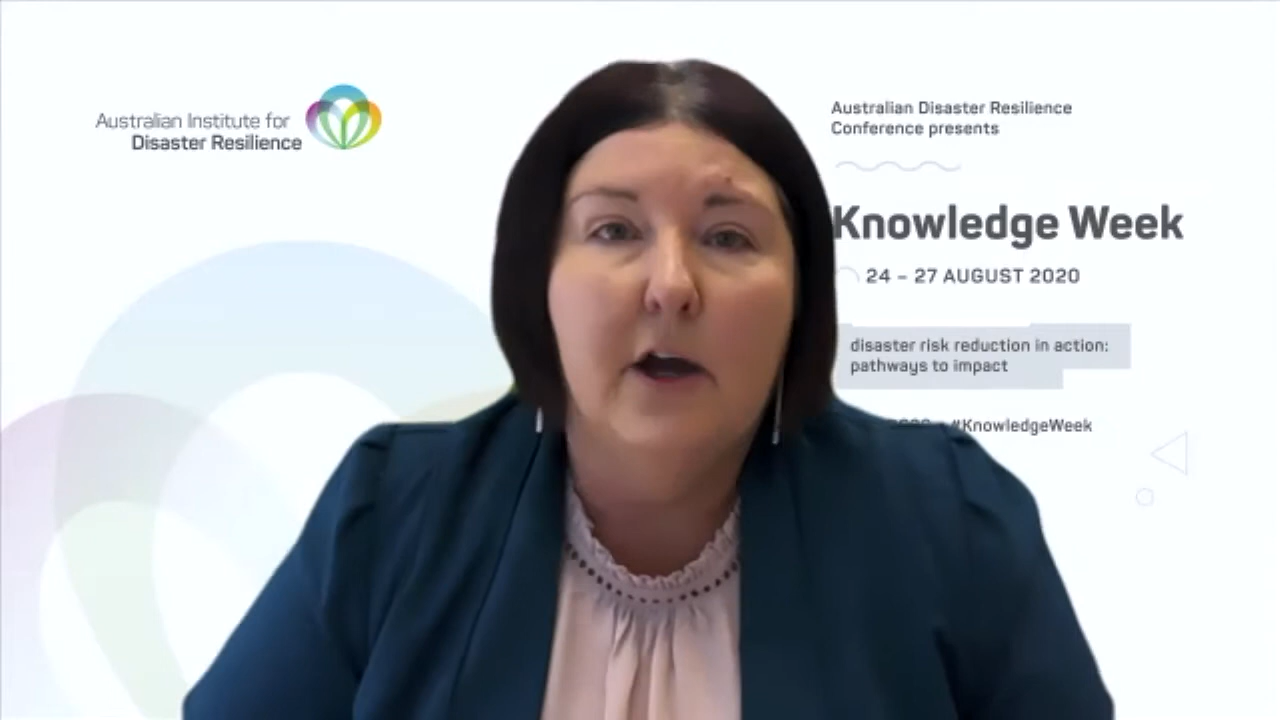 Australian Institute for
Disaster Resilience
Australian Disaster Resilience
Conference presents
Knowledge Week
24 – 27 AUGUST 2020
disaster risk reduction in action:
pathways to impact
#KnowledgeWeek